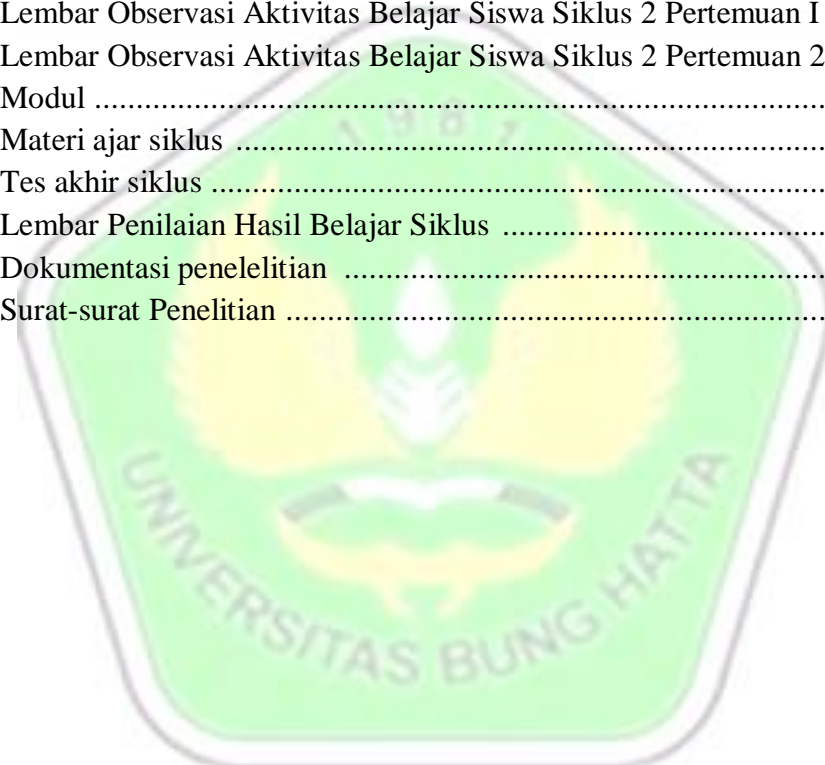 Lembar Observasi Aktivitas Belajar Siswa Siklus 2 Pertemuan I
Lembar Observasi Aktivitas Belajar Siswa Siklus 2 Pertemuan 2
Modul ........................................................................................
Materi ajar siklus .......................................................................
Tes akhir siklus ..........................................................................
Lembar Penilaian Hasil Belajar Siklus .......................................
Dokumentasi penelelitian ..........................................................
Surat-surat Penelitian .................................................................
1981
UNIVERSITAS BUNG HATTA